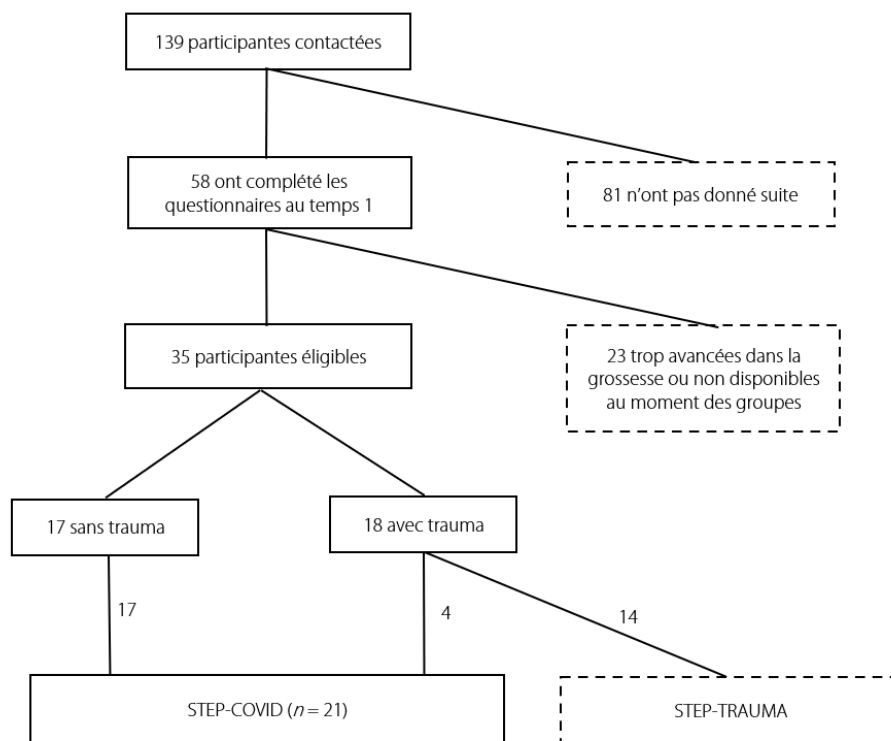 139 participantes contactées
58 ont complété les
questionnaires au temps 1
81 n'ont pas donné suite
35 participantes éligibles
23 trop avancées dans la
grossesse ou non disponibles
au moment des groupes
17 sans trauma
18 avec trauma
17
4
14
STEP-COVID (n = 21)
STEP-TRAUMA